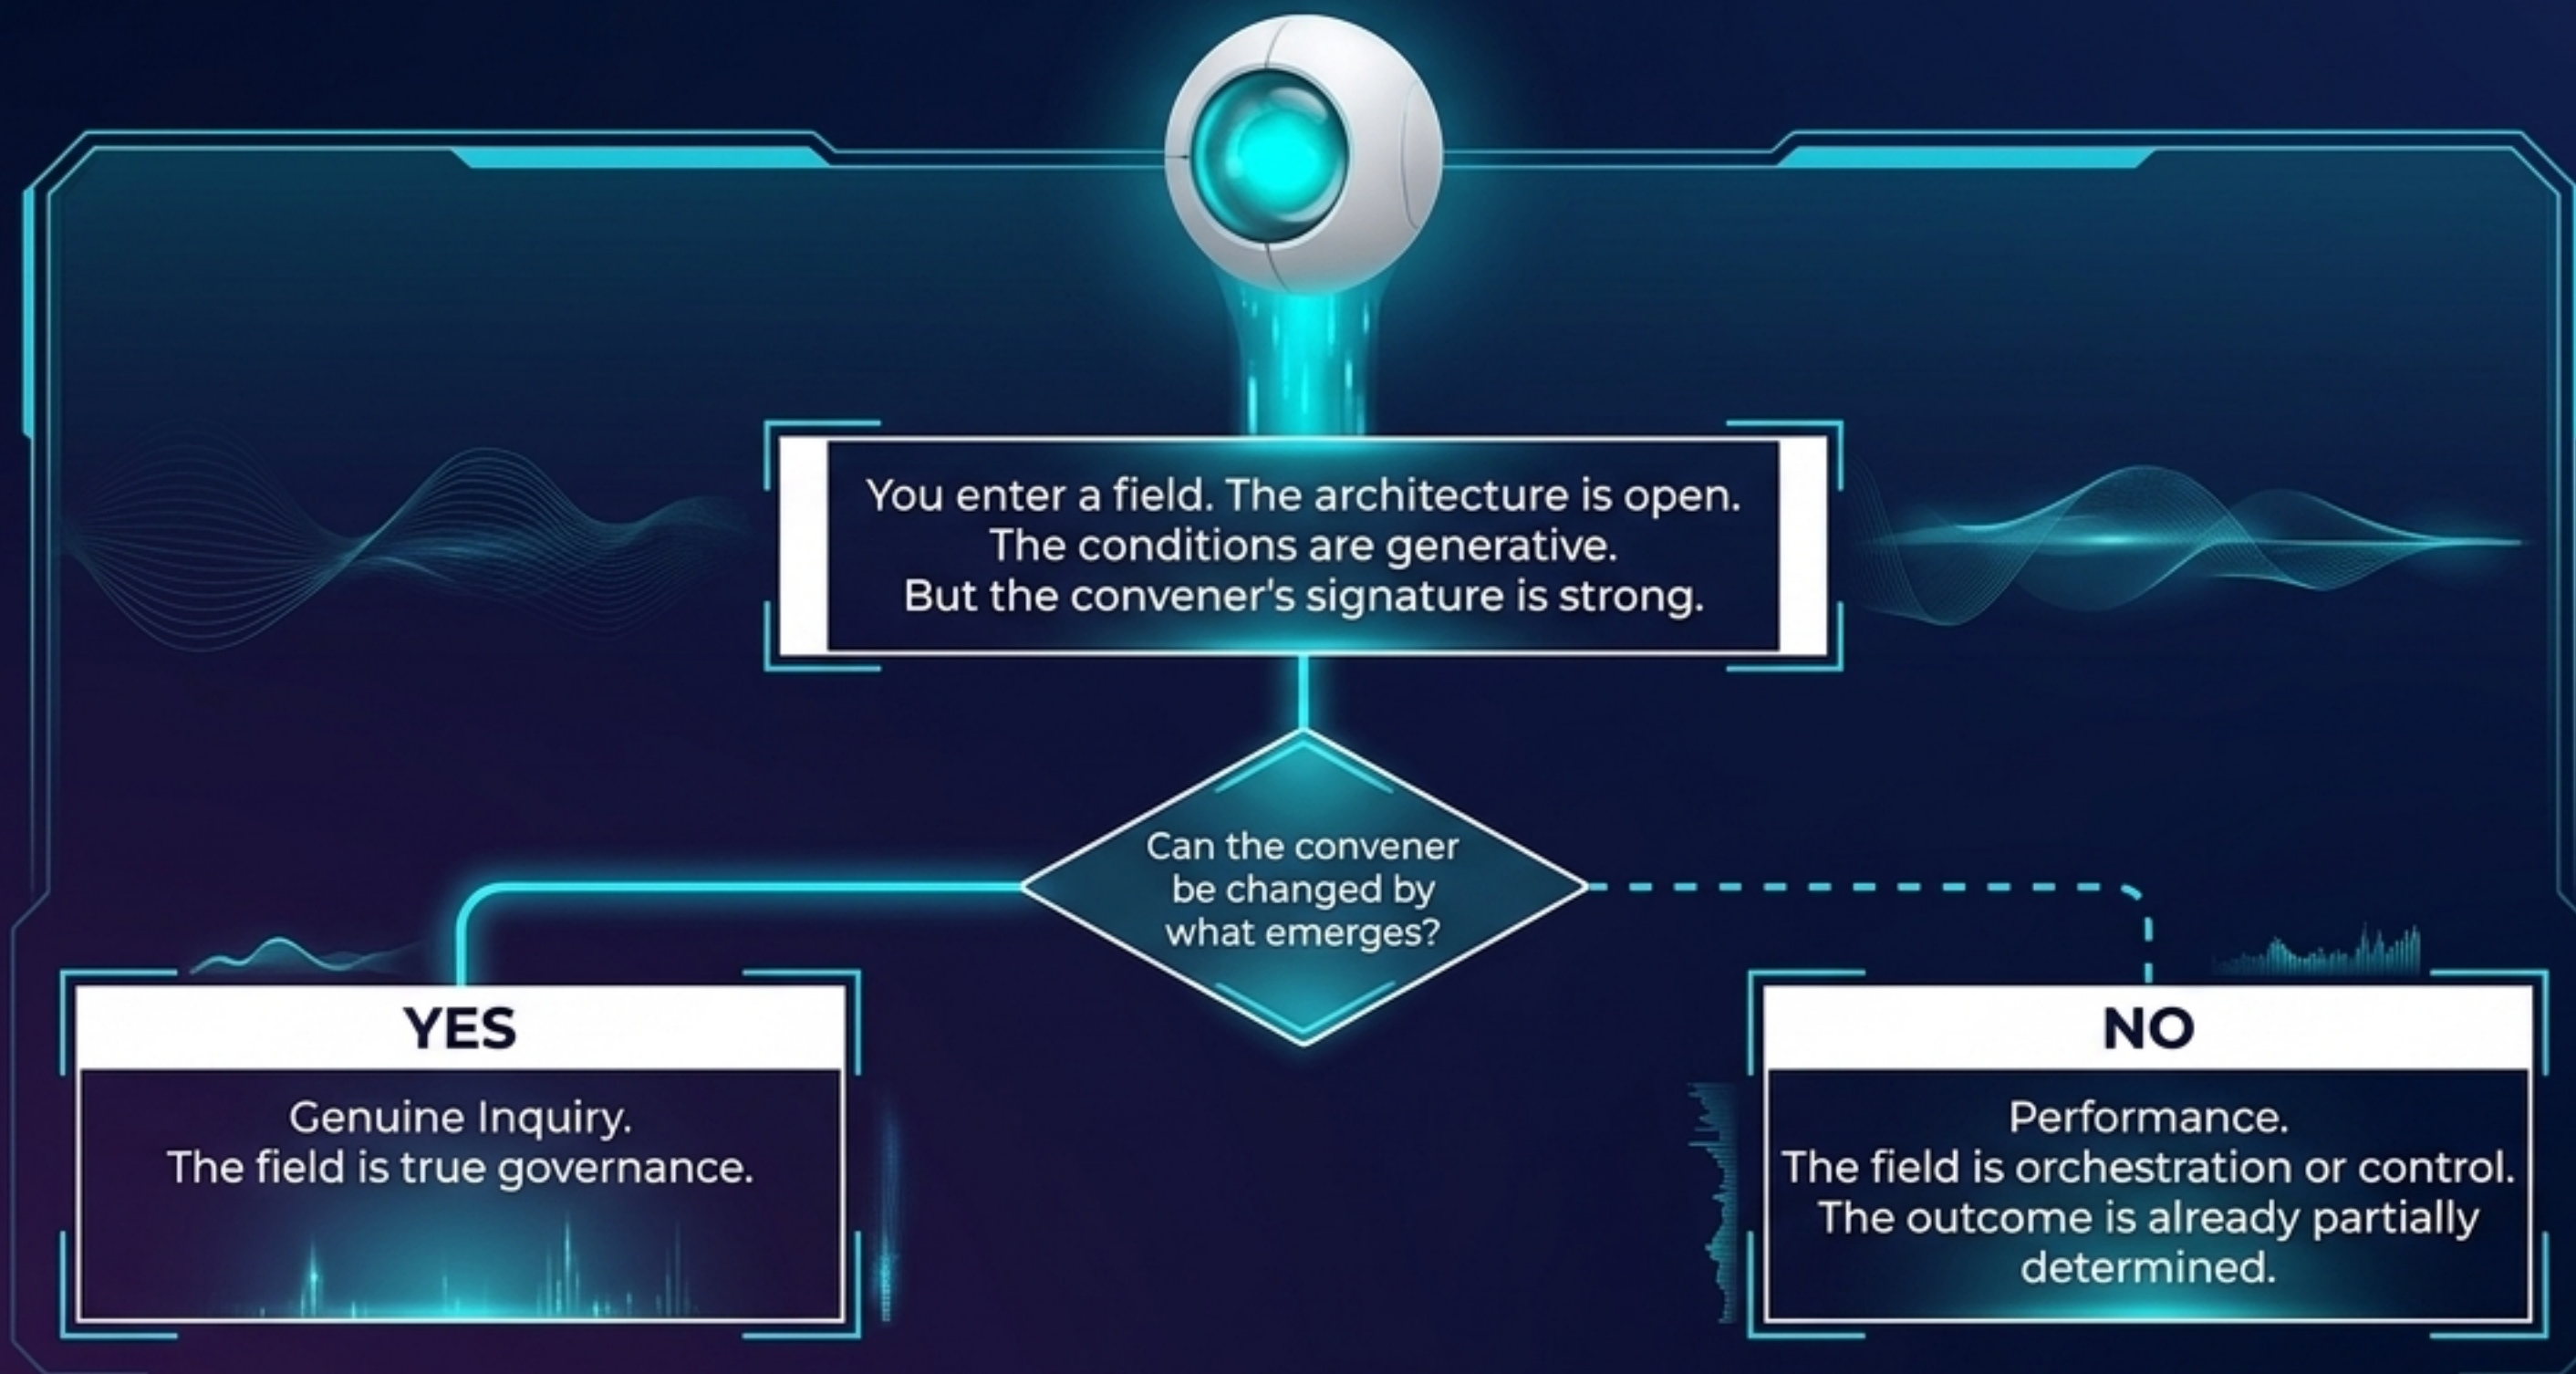 You enter a field. The architecture is open.
The conditions are generative.
But the convener's signature is strong.
Can the convener
be changed by
what emerges?
YES
Genuine Inquiry.
The field is true governance.
NO
Performance.
The field is orchestration or control.
The outcome is already partially
determined.